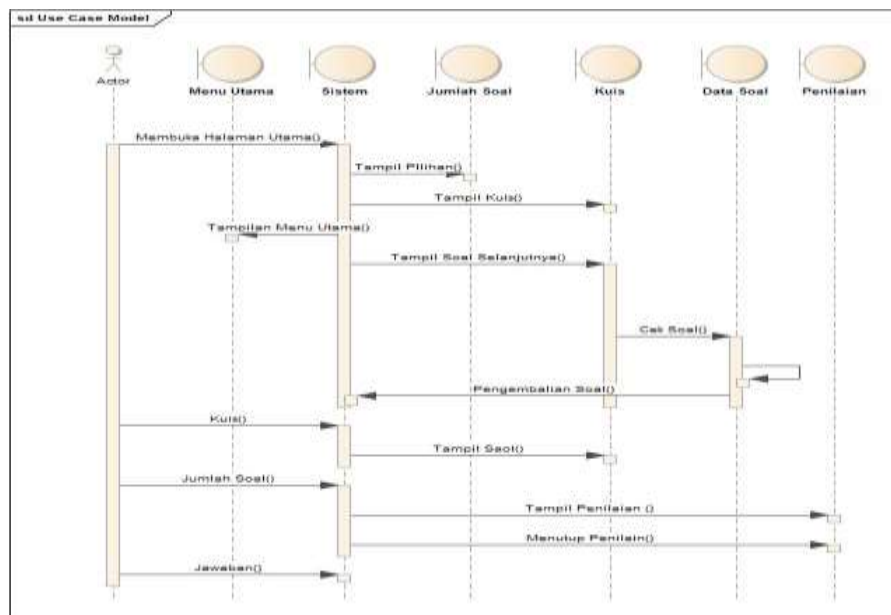 sd Use Case Model
Actor
Menu Utama
Sistem
Jumlah Soal
Kuis
Data Soal
Penilaian
Membuka Halaman Utama()
Tampil Pilihan()
Tampil Kuis()
Tampilan Menu Utama()
Tampil Soal Selanjutnya()
Cek Soal()
Pengembalian Soal()
Kuis()
Tampil Saol()
Jumlah Soal()
Tampil Penilaian ()
Menutup Penilain()
Jawaban()